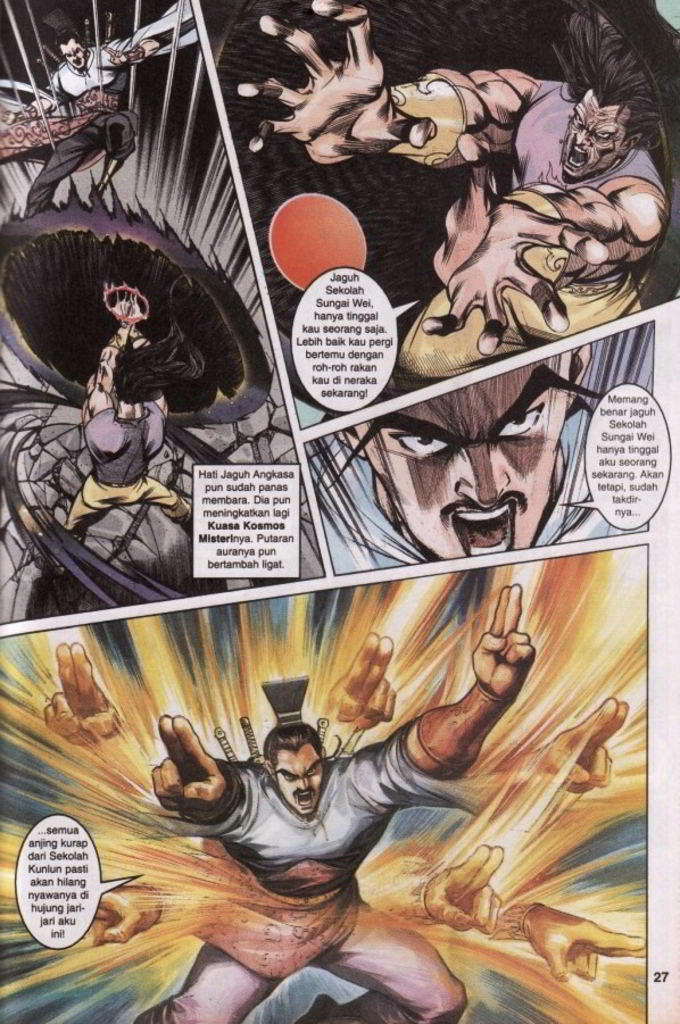 Jaguh
Sekolah
Sungai Wei,
hanya tinggal
kau seorang saja.
Lebih baik kau pergi
bertemu dengan
roh-roh rakan
kau di neraka
sekarang!
Hati Jaguh Angkasa
pun sudah panas
membara. Dia pun
meningkatkan lagi
Kuasa Kosmos
Misterinya. Putaran
auranya pun
bertambah ligat.
Memang
benar jaguh
Sekolah
Sungai Wei
hanya tinggal
aku seorang
sekarang. Akan
tetapi, sudah
takdir-
nya...
...semua
anjing kurap
dari Sekolah
Kunlun pasti
akan hilang
nyawanya di
hujung jari-
jari aku
ini!
27